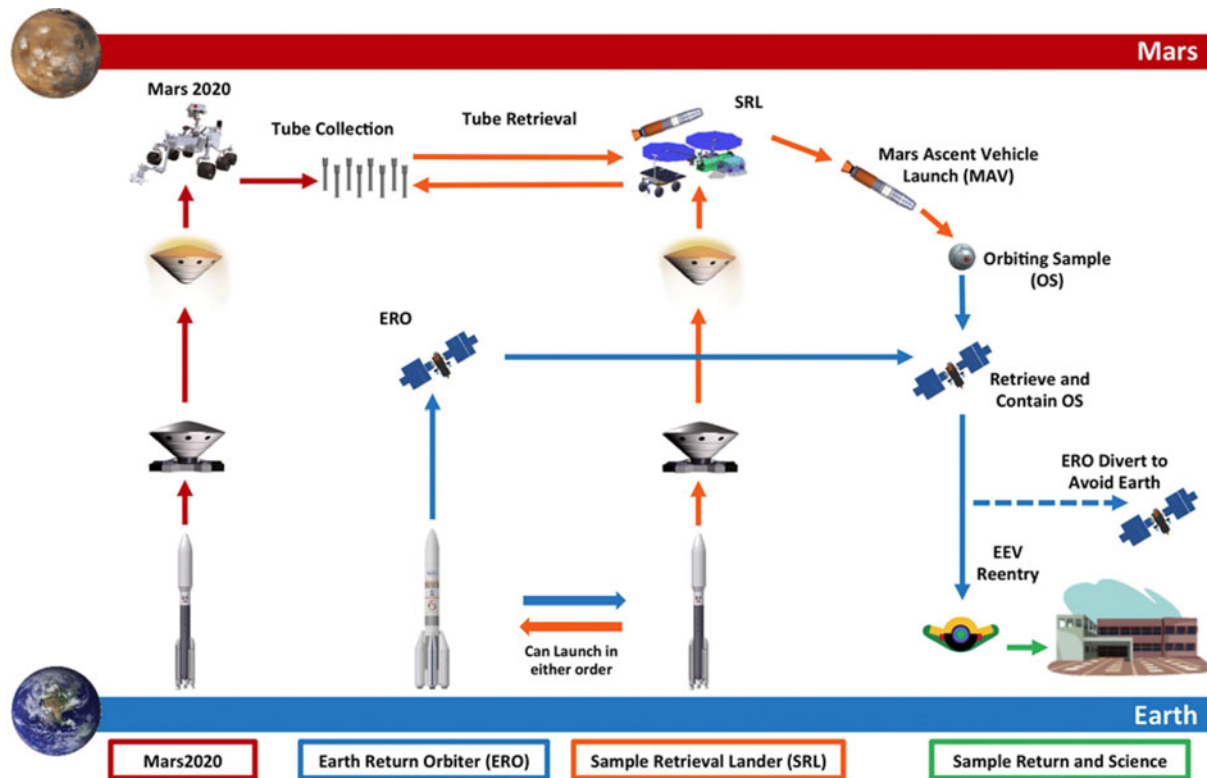 Mars
Mars 2020
SRL
Tube Collection
Tube Retrieval
Mars Ascent Vehicle
Launch (MAV)
Orbiting Sample
(OS)
ERO
Retrieve and
Contain OS
ERO Divert to
Avoid Earth
EEV
Reentry
Can Launch in
either order
Earth
Mars2020
Earth Return Orbiter (ERO)
Sample Retrieval Lander (SRL)
Sample Return and Science